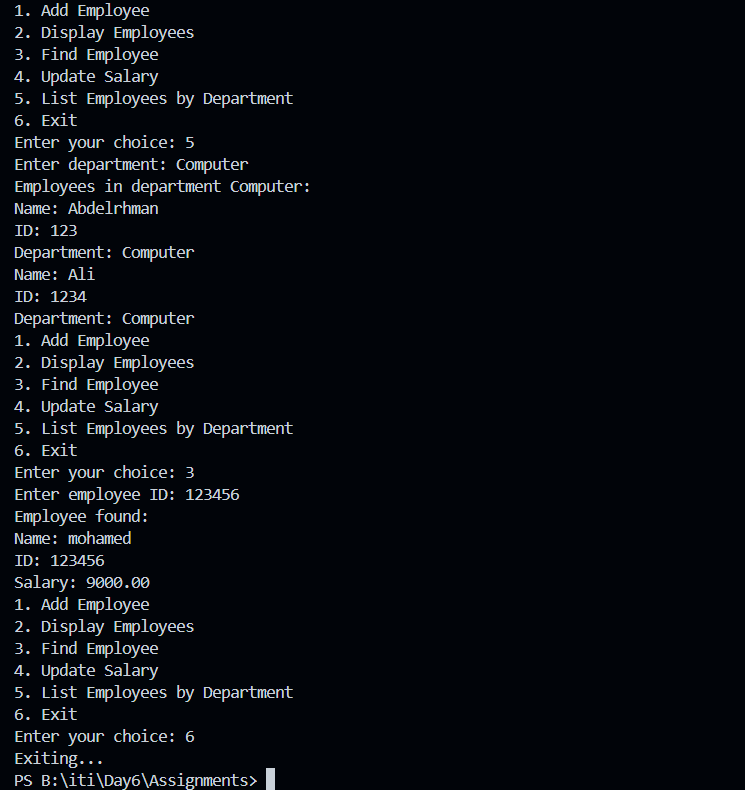 1. Add Employee
2. Display Employees
3. Find Employee
4. Update Salary
5. List Employees by Department
6. Exit
Enter your choice: 5
Enter department: Computer
Employees in department Computer:
Name: Abdelrhman
ID: 123
Department: Computer
Name: Ali
ID: 1234
Department: Computer
1. Add Employee
2. Display Employees
3. Find Employee
4. Update Salary
5. List Employees by Department
6. Exit
Enter your choice: 3
Enter employee ID: 123456
Employee found:
Name: mohamed
ID: 123456
Salary: 9000.00
1. Add Employee
2. Display Employees
3. Find Employee
4. Update Salary
5. List Employees by Department
6. Exit
Enter your choice: 6
Exiting...
PS B:\iti\Day6\Assignments>